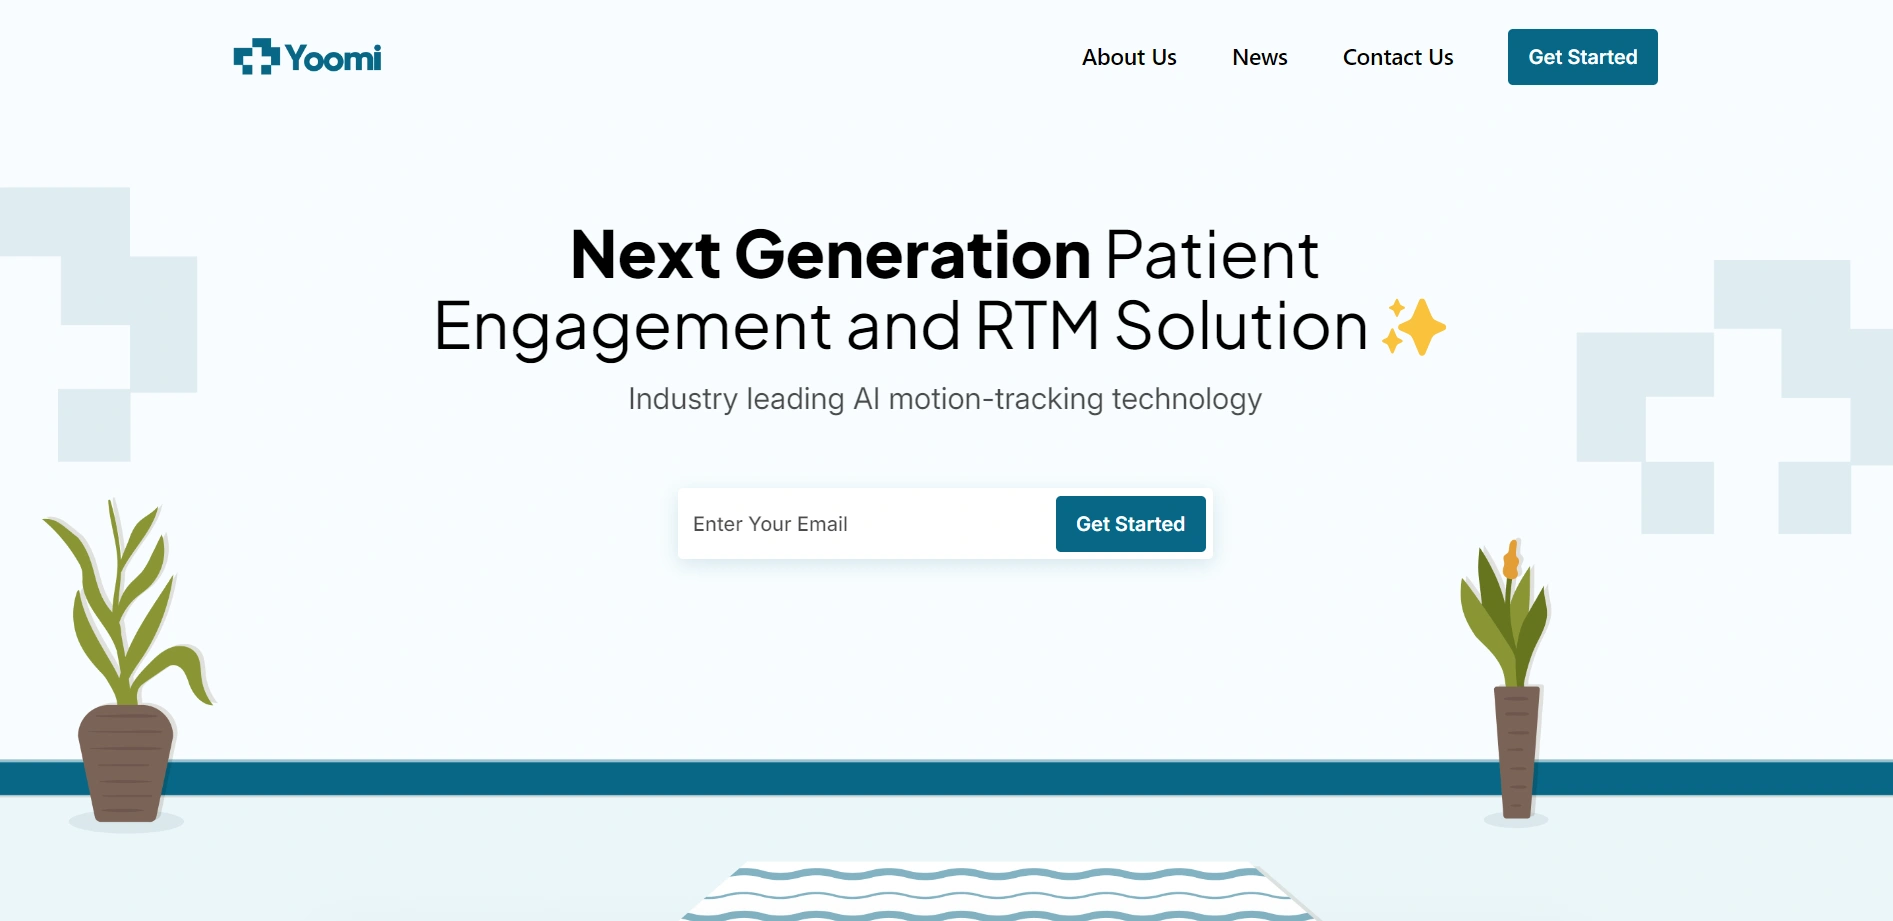 Yoomi
About Us
News
Contact Us
Get Started
Next Generation Patient
Engagement and RTM Solution ✨
Industry leading AI motion-tracking technology
Enter Your Email
Get Started